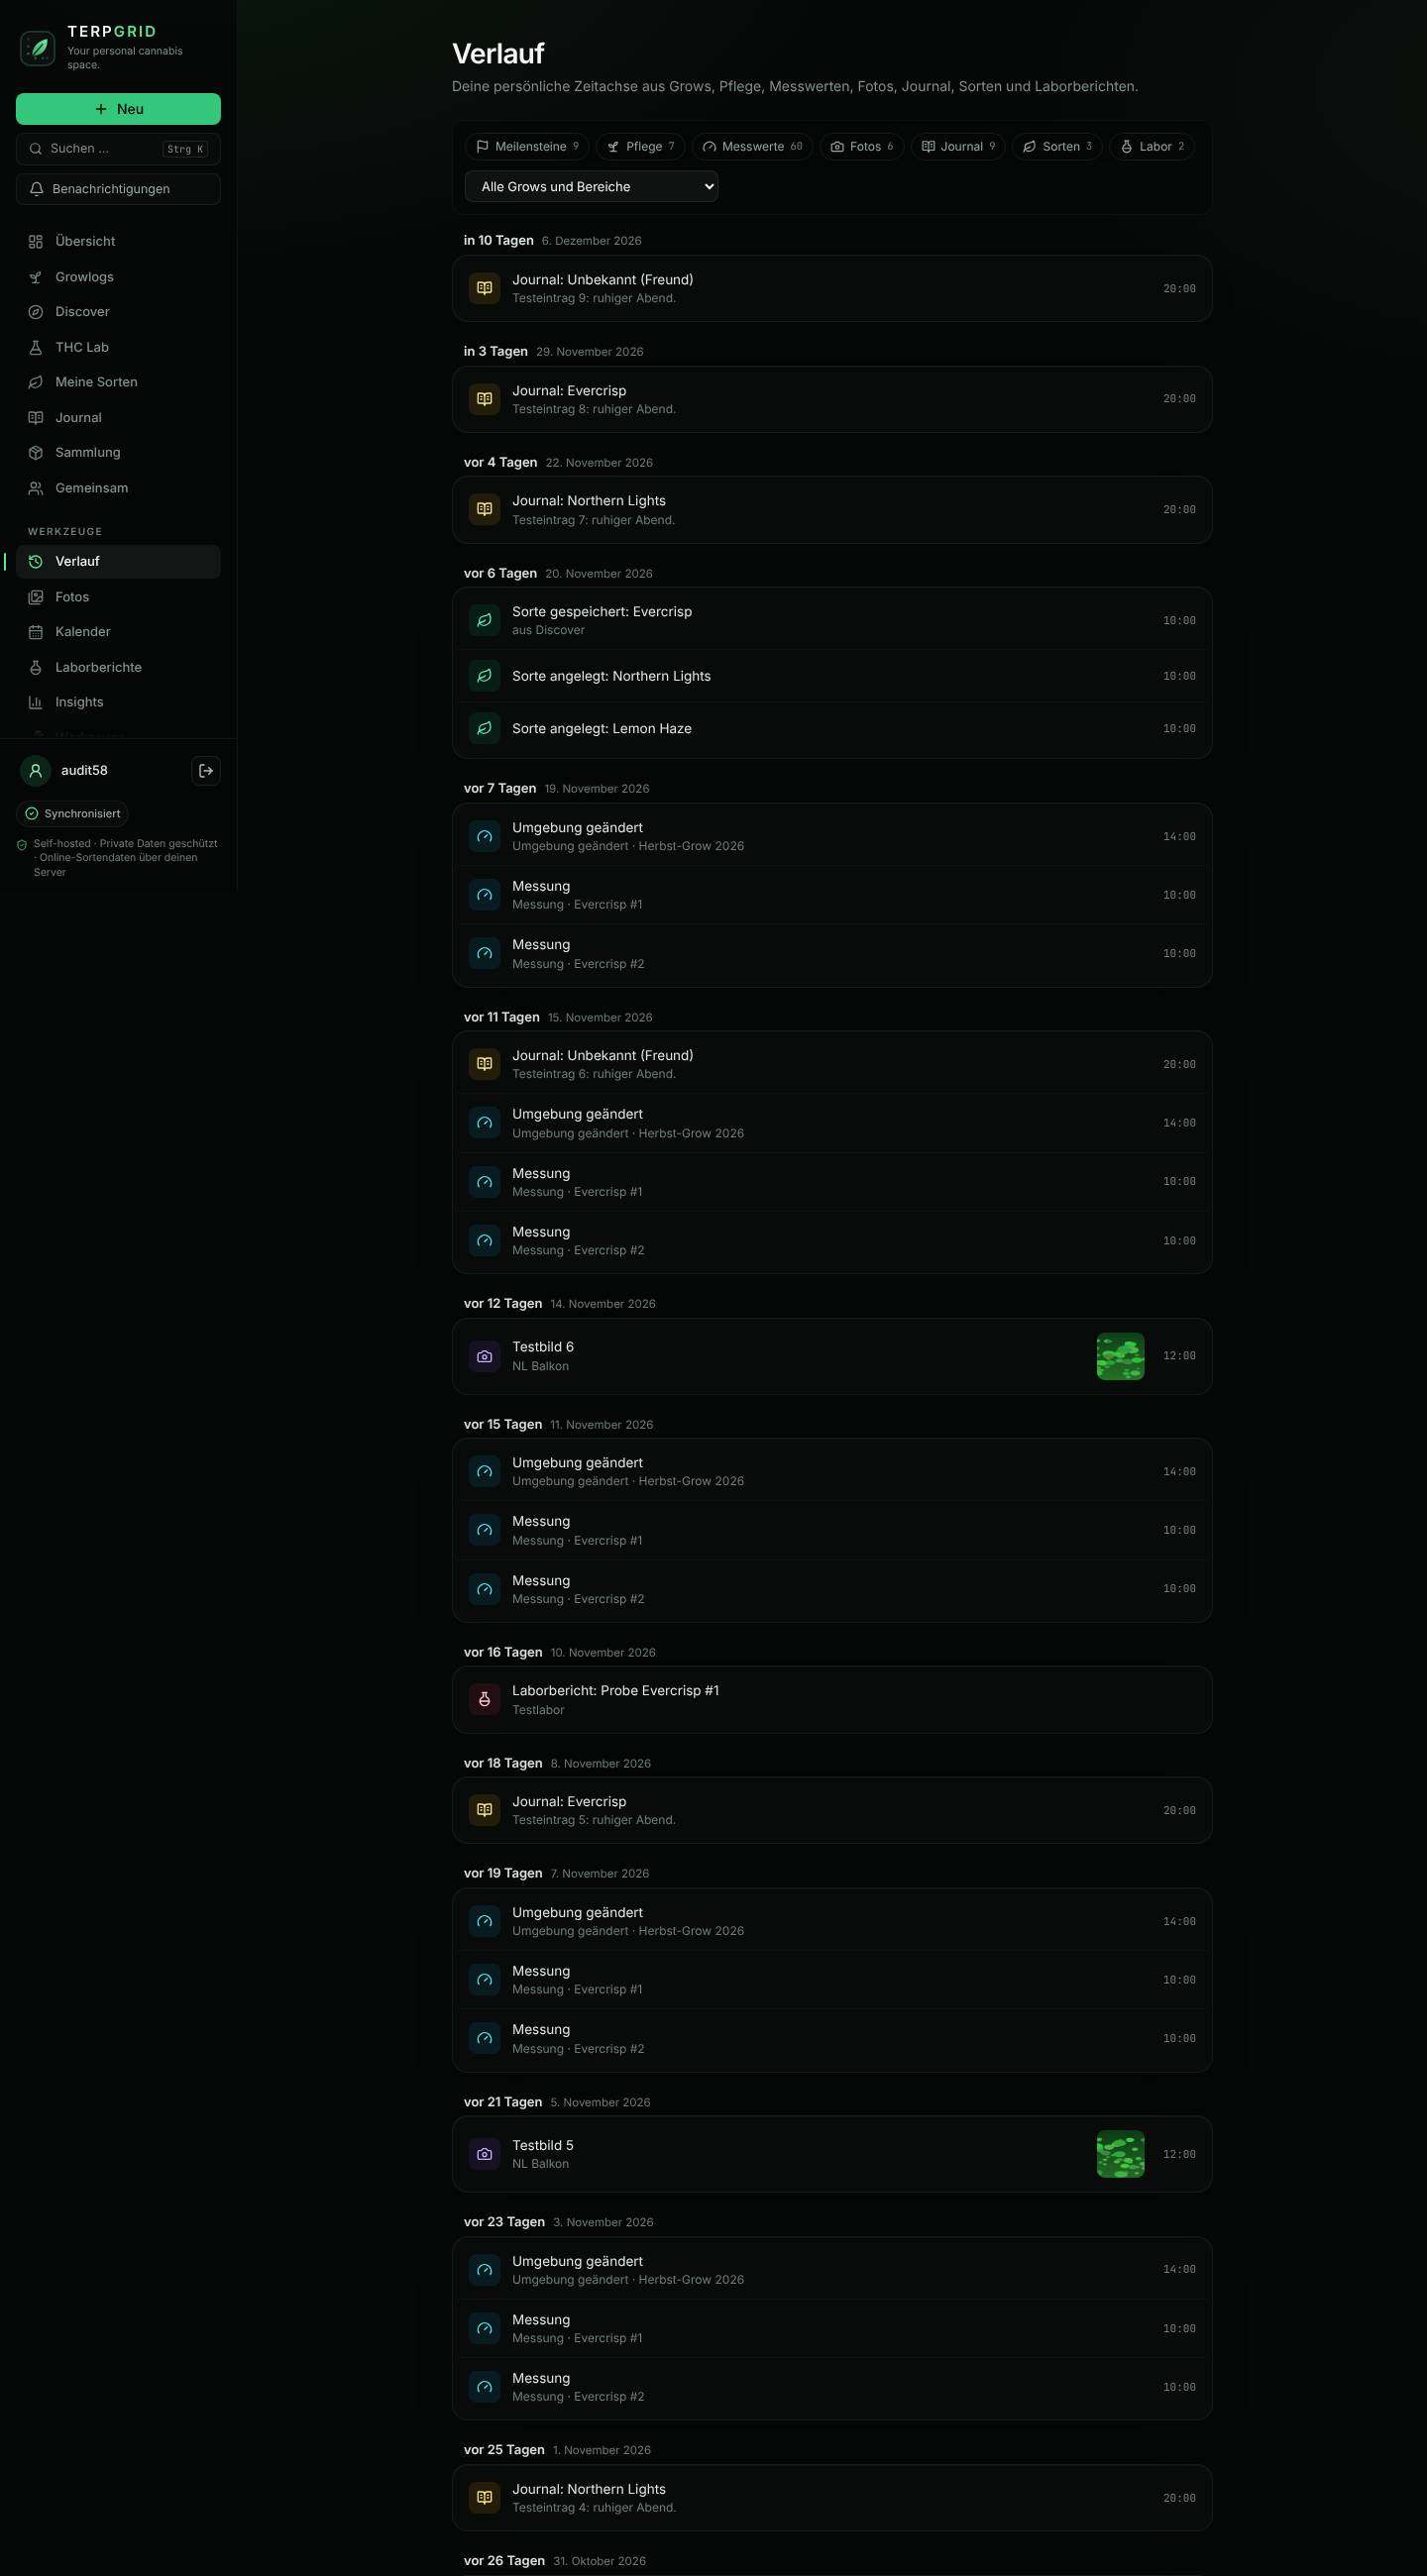 TERPGRID
Your personal cannabis
space.
Neu
Suchen ...
Strg K
Benachrichtigungen
Übersicht
Growlogs
Discover
THC Lab
Meine Sorten
Journal
Sammlung
Gemeinsam
WERKZEUGE
Verlauf
Fotos
Kalender
Laborberichte
Insights
audit58
Synchronisiert
Self-hosted · Private Daten geschützt
· Online-Sortendaten über deinen
Server
Verlauf
Deine persönliche Zeitachse aus Grows, Pflege, Messwerten, Fotos, Journal, Sorten und Laborberichten.
Meilensteine 9 Pflege 7 Messwerte 60 Fotos 6 Journal 9 Sorten 3 Labor 2
Alle Grows und Bereiche
in 10 Tagen 6. Dezember 2026
Journal: Unbekannt (Freund)
Testeintrag 9: ruhiger Abend.
20:00
in 3 Tagen 29. November 2026
Journal: Evercrisp
Testeintrag 8: ruhiger Abend.
20:00
vor 4 Tagen 22. November 2026
Journal: Northern Lights
Testeintrag 7: ruhiger Abend.
20:00
vor 6 Tagen 20. November 2026
Sorte gespeichert: Evercrisp
aus Discover
10:00
Sorte angelegt: Northern Lights
10:00
Sorte angelegt: Lemon Haze
10:00
vor 7 Tagen 19. November 2026
Umgebung geändert
Umgebung geändert · Herbst-Grow 2026
14:00
Messung
Messung · Evercrisp #1
10:00
Messung
Messung · Evercrisp #2
10:00
vor 11 Tagen 15. November 2026
Journal: Unbekannt (Freund)
Testeintrag 6: ruhiger Abend.
20:00
Umgebung geändert
Umgebung geändert · Herbst-Grow 2026
14:00
Messung
Messung · Evercrisp #1
10:00
Messung
Messung · Evercrisp #2
10:00
vor 12 Tagen 14. November 2026
Testbild 6
NL Balkon
12:00
vor 15 Tagen 11. November 2026
Umgebung geändert
Umgebung geändert · Herbst-Grow 2026
14:00
Messung
Messung · Evercrisp #1
10:00
Messung
Messung · Evercrisp #2
10:00
vor 16 Tagen 10. November 2026
Laborbericht: Probe Evercrisp #1
Testlabor
vor 18 Tagen 8. November 2026
Journal: Evercrisp
Testeintrag 5: ruhiger Abend.
20:00
vor 19 Tagen 7. November 2026
Umgebung geändert
Umgebung geändert · Herbst-Grow 2026
14:00
Messung
Messung · Evercrisp #1
10:00
Messung
Messung · Evercrisp #2
10:00
vor 21 Tagen 5. November 2026
Testbild 5
NL Balkon
12:00
vor 23 Tagen 3. November 2026
Umgebung geändert
Umgebung geändert · Herbst-Grow 2026
14:00
Messung
Messung · Evercrisp #1
10:00
Messung
Messung · Evercrisp #2
10:00
vor 25 Tagen 1. November 2026
Journal: Northern Lights
Testeintrag 4: ruhiger Abend.
20:00
vor 26 Tagen 31. Oktober 2026